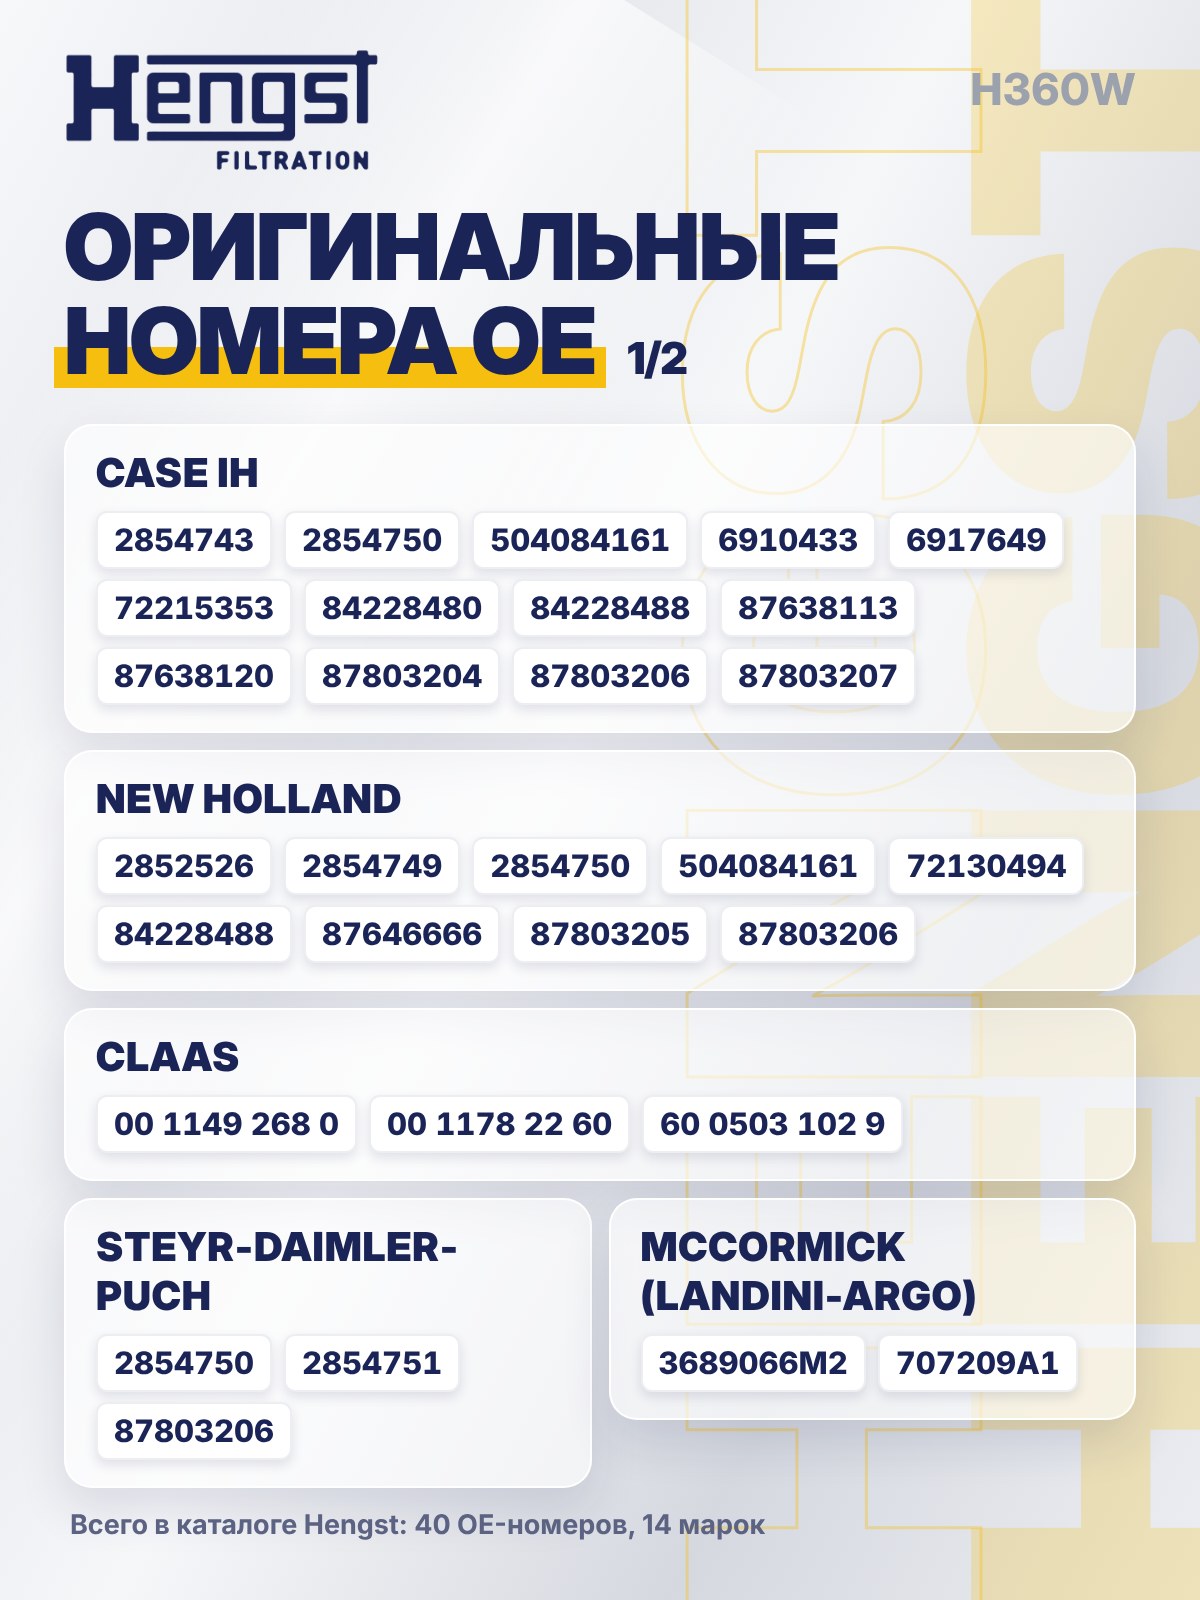 Hengst
FILTRATION
H360W
ОРИГИНАЛЬНЫЕ
НОМЕРА OE 1/2
CASE IH
2854743 2854750 504084161 6910433 6917649
72215353 84228480 84228488 87638113
87638120 87803204 87803206 87803207
NEW HOLLAND
2852526 2854749 2854750 504084161 72130494
84228488 87646666 87803205 87803206
CLAAS
00 1149 268 0 00 1178 22 60 60 0503 102 9
STEYR-DAIMLER-
PUCH
2854750 2854751
87803206
MCCORMICK
(LANDINI-ARGO)
3689066M2 707209A1
Всего в каталоге Hengst: 40 OE-номеров, 14 марок
HENGST